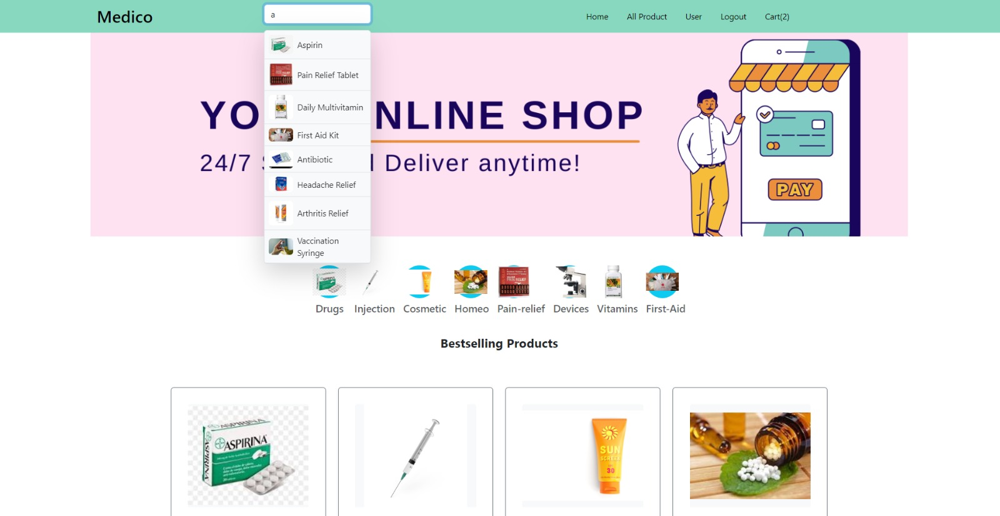 Medico
a
Home
All Product
User
Logout
Cart(2)
Aspirin
Pain Relief Tablet
Daily Multivitamin
First Aid Kit
Antibiotic
Headache Relief
Arthritis Relief
Vaccination
Syringe
YO NLINE SHOP
24/7 Deliver anytime!
PAY
Drugs
Injection
Cosmetic
Homeo
Pain-relief
Devices
Vitamins
First-Aid
Bestselling Products
ASPIRINA
ASPIRINA
ASPIRINA
SUN
SCREEN
30